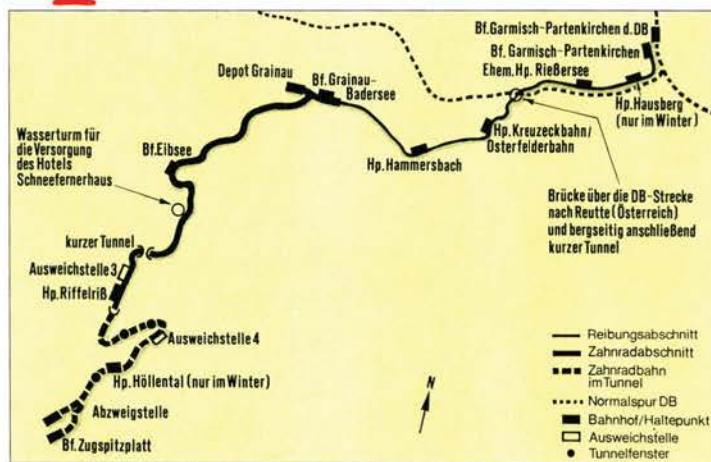 Bf. Garmisch-Partenkirchen d. DB
Bf. Garmisch-Partenkirchen
Ehem. Hp. Rießersee
Depot Grainau
Bf. Grainau-
Badersee
Hp. Hausberg
(nur im Winter)
Wasserturm für
die Versorgung
des Hotels
Schneefernerhaus
Bf. Eibsee
Hp. Kreuzeckbahn/
Osterfelderbahn
Hp. Hammersbach
Brücke über die DB-Strecke
nach Reutte (Österreich)
und bergseitig anschließend
kurzer Tunnel
kurzer Tunnel
Ausweichstelle 3
Hp. Riffelriß
Ausweichstelle 4
Hp. Höllental (nur im Winter)
Abzweigstelle
Bf. Zugspitzplatt
N
Reibungsabschnitt
Zahnradabschnitt
Zahnradbahn
im Tunnel
Normalspur DB
Bahnhof/Haltepunkt
Ausweichstelle
Tunnelfenster